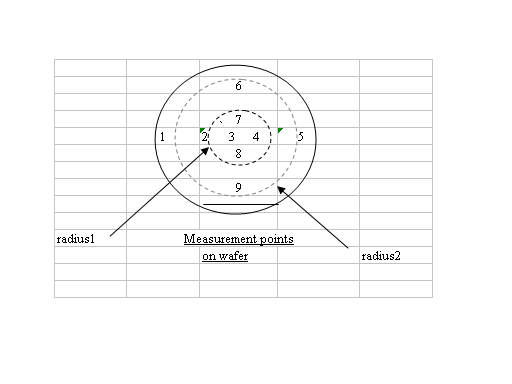 6
7
1 2 3 4 5
8
9
radius1
Measurement points
on wafer
radius2